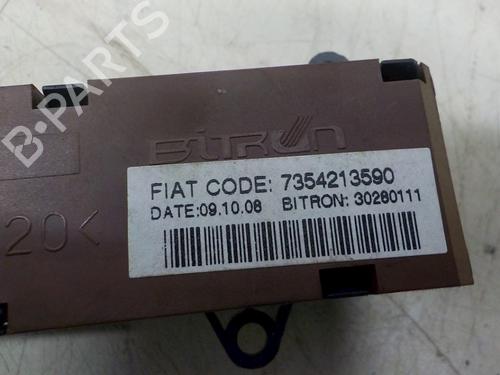 B-PARTS
BITRON
FIAT CODE: 7354213590
DATE:09.10.08 BITRON: 30280111
20<